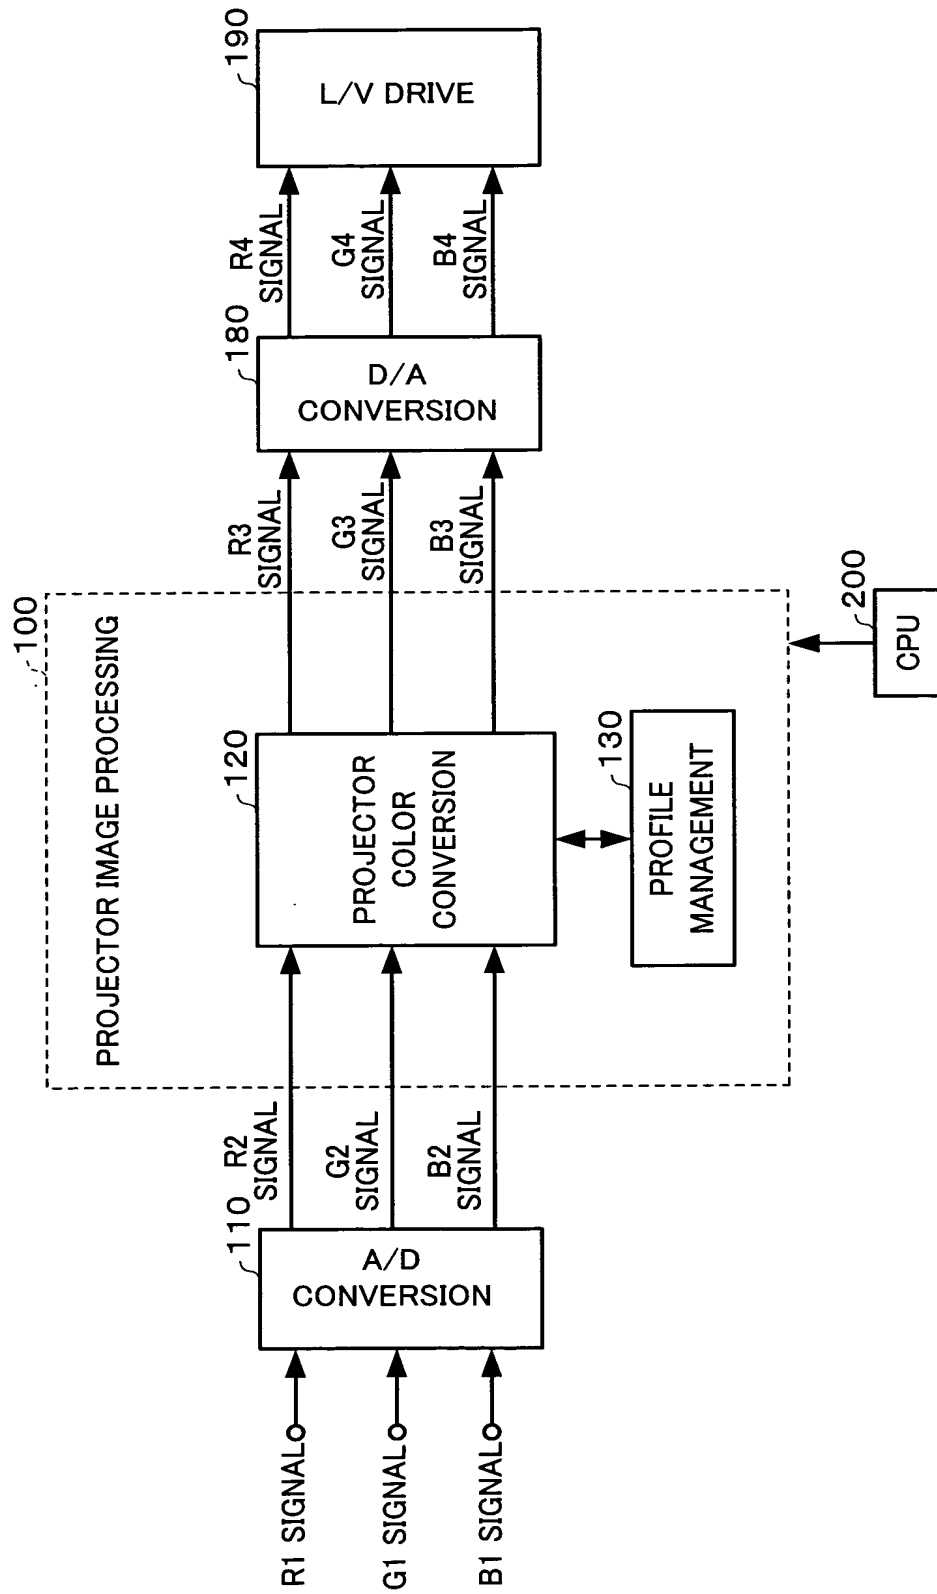 100
PROJECTOR IMAGE PROCESSING
R1 SIGNAL
G1 SIGNAL
B1 SIGNAL
110
A/D
CONVERSION
R2
SIGNAL
G2
SIGNAL
B2
SIGNAL
120
PROJECTOR
COLOR
CONVERSION
130
PROFILE
MANAGEMENT
R3
SIGNAL
G3
SIGNAL
B3
SIGNAL
180
D/A
CONVERSION
R4
SIGNAL
G4
SIGNAL
B4
SIGNAL
190
L/V DRIVE
200
CPU